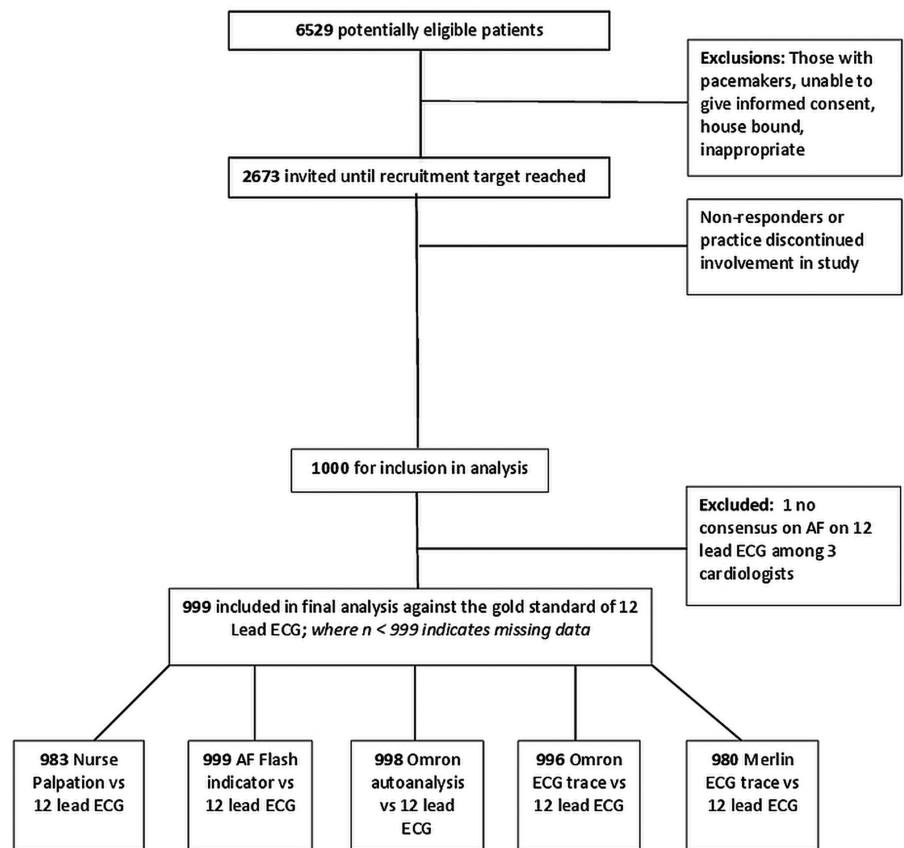 6529 potentially eligible patients
Exclusions: Those with
pacemakers, unable to
give informed consent,
house bound,
inappropriate
2673 invited until recruitment target reached
Non-responders or
practice discontinued
involvement in study
1000 for inclusion in analysis
Excluded: 1 no
consensus on AF on 12
lead ECG among 3
cardiologists
999 included in final analysis against the gold standard of 12
Lead ECG; where n < 999 indicates missing data
983 Nurse
Palpation vs
12 lead ECG
999 AF Flash
indicator vs
12 lead ECG
998 Omron
autoanalysis
vs 12 lead
ECG
996 Omron
ECG trace vs
12 lead ECG
980 Merlin
ECG trace vs
12 lead ECG